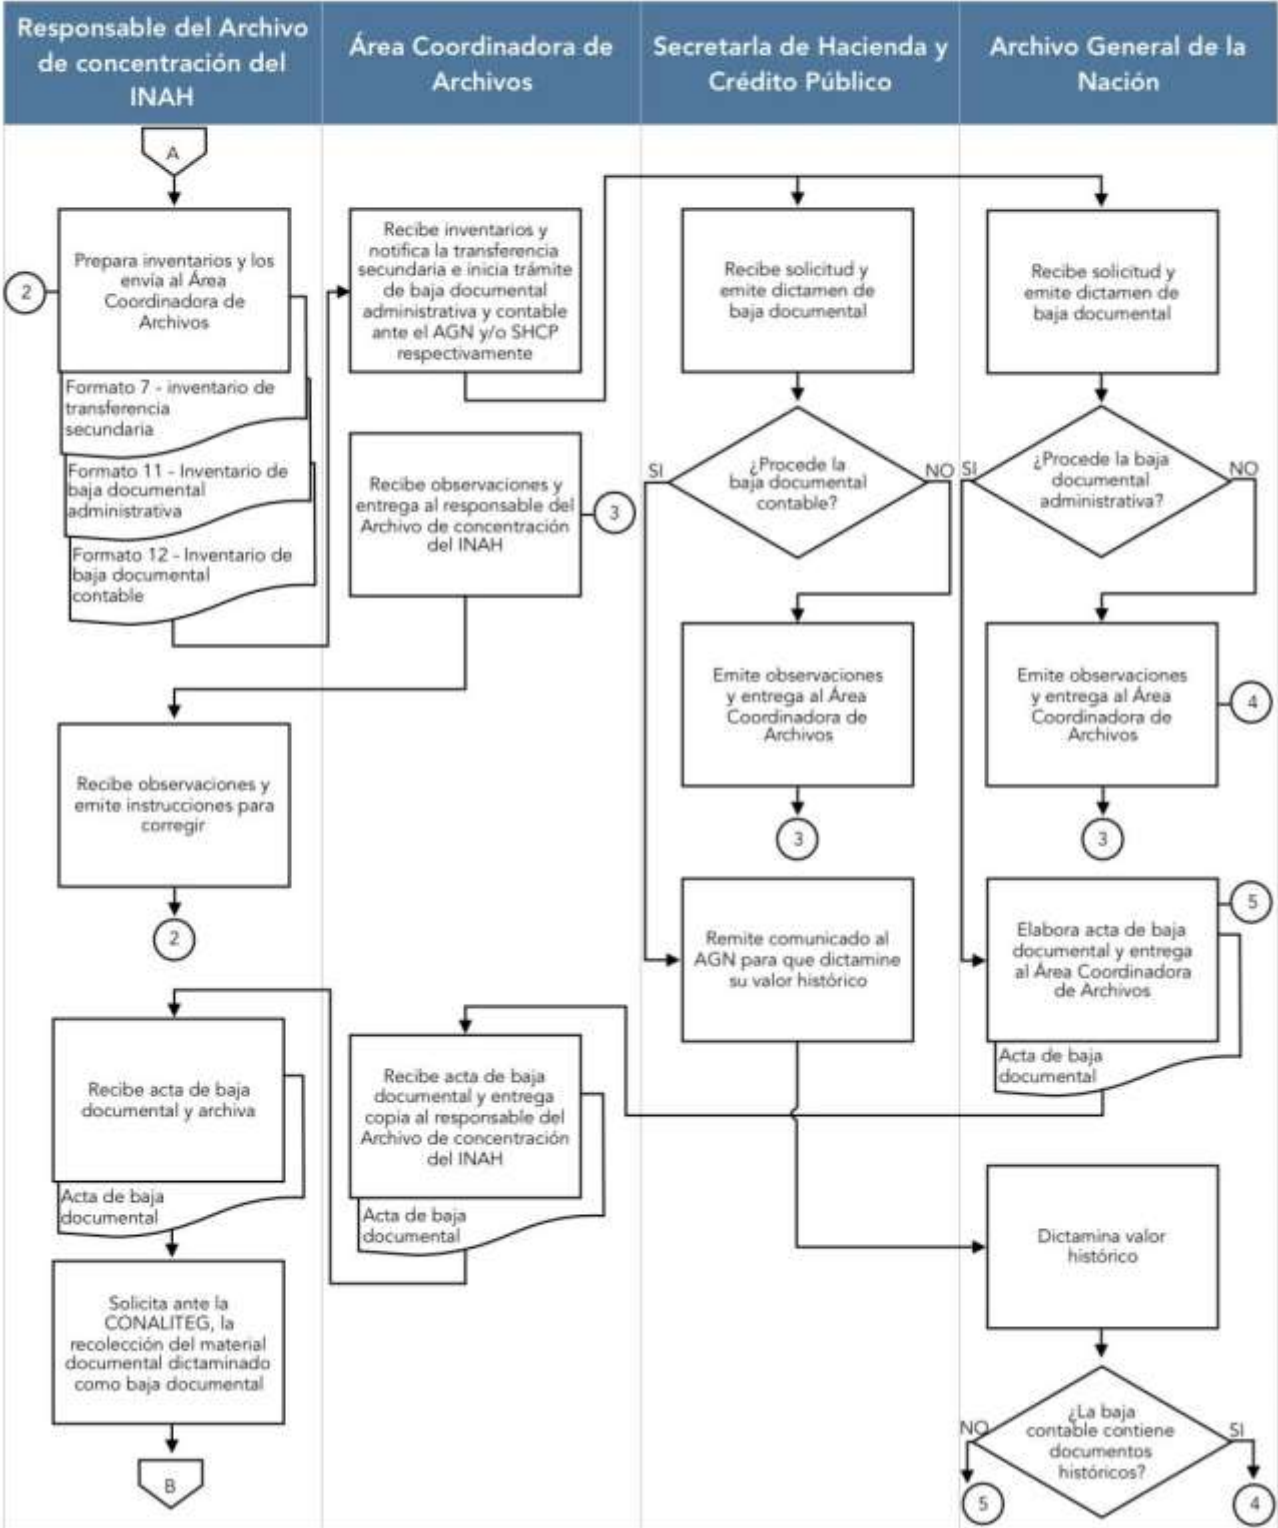 Responsable del Archivo
de concentración del
INAH
Área Coordinadora de
Archivos
Secretarla de Hacienda y
Crédito Público
Archivo General de la
Nación
A
2
Prepara inventarios y los
envía al Área
Coordinadora de
Archivos
Formato 7 - inventario de
transferencia
secundaria
Formato 11 - Inventario de
baja documental
administrativa
Formato 12 - Inventario de
baja documental
contable
Recibe inventarios y
notifica la transferencia
secundaria e inicia trámite
de baja documental
administrativa y contable
ante el AGN y/o SHCP
respectivamente
Recibe solicitud y
emite dictamen de
baja documental
Recibe solicitud y
emite dictamen de
baja documental
Recibe observaciones y
entrega al responsable del
Archivo de concentración
del INAH
3
SI
¿Procede la
baja documental
contable?
NO
SI
¿Procede la baja
documental
administrativa?
NO
Emite observaciones
y entrega al Área
Coordinadora de
Archivos
3
Emite observaciones
y entrega al Área
Coordinadora de
Archivos
4
3
Recibe observaciones y
emite instrucciones para
corregir
2
Remite comunicado al
AGN para que dictamine
su valor histórico
5
Elabora acta de baja
documental y entrega
al Área Coordinadora
de Archivos
Acta de baja
documental
Recibe acta de baja
documental y archiva
Acta de baja
documental
Recibe acta de baja
documental y entrega
copia al responsable del
Archivo de concentración
del INAH
Acta de baja
documental
Dictamina valor
histórico
Solicita ante la
CONALITEG, la
recolección del material
documental dictaminado
como baja documental
B
NO
¿La baja
contable contiene
documentos
históricos?
SI
5
4